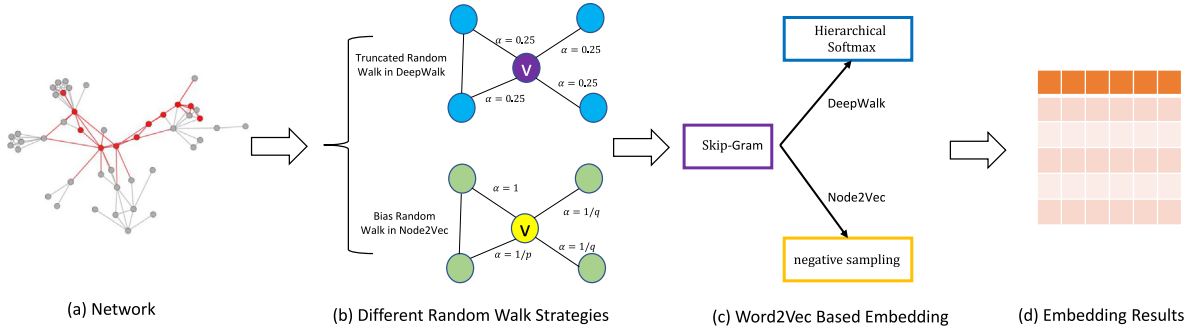 Truncated Random
Walk in DeepWalk
α = 0.25
α = 0.25
V
α = 0.25
α = 0.25
Bias Random
Walk in Node2Vec
α = 1
α = 1/q
V
α = 1/p
α = 1/q
Hierarchical
Softmax
DeepWalk
Skip-Gram
Node2Vec
negative sampling
(a) Network
(b) Different Random Walk Strategies
(c) Word2Vec Based Embedding
(d) Embedding Results